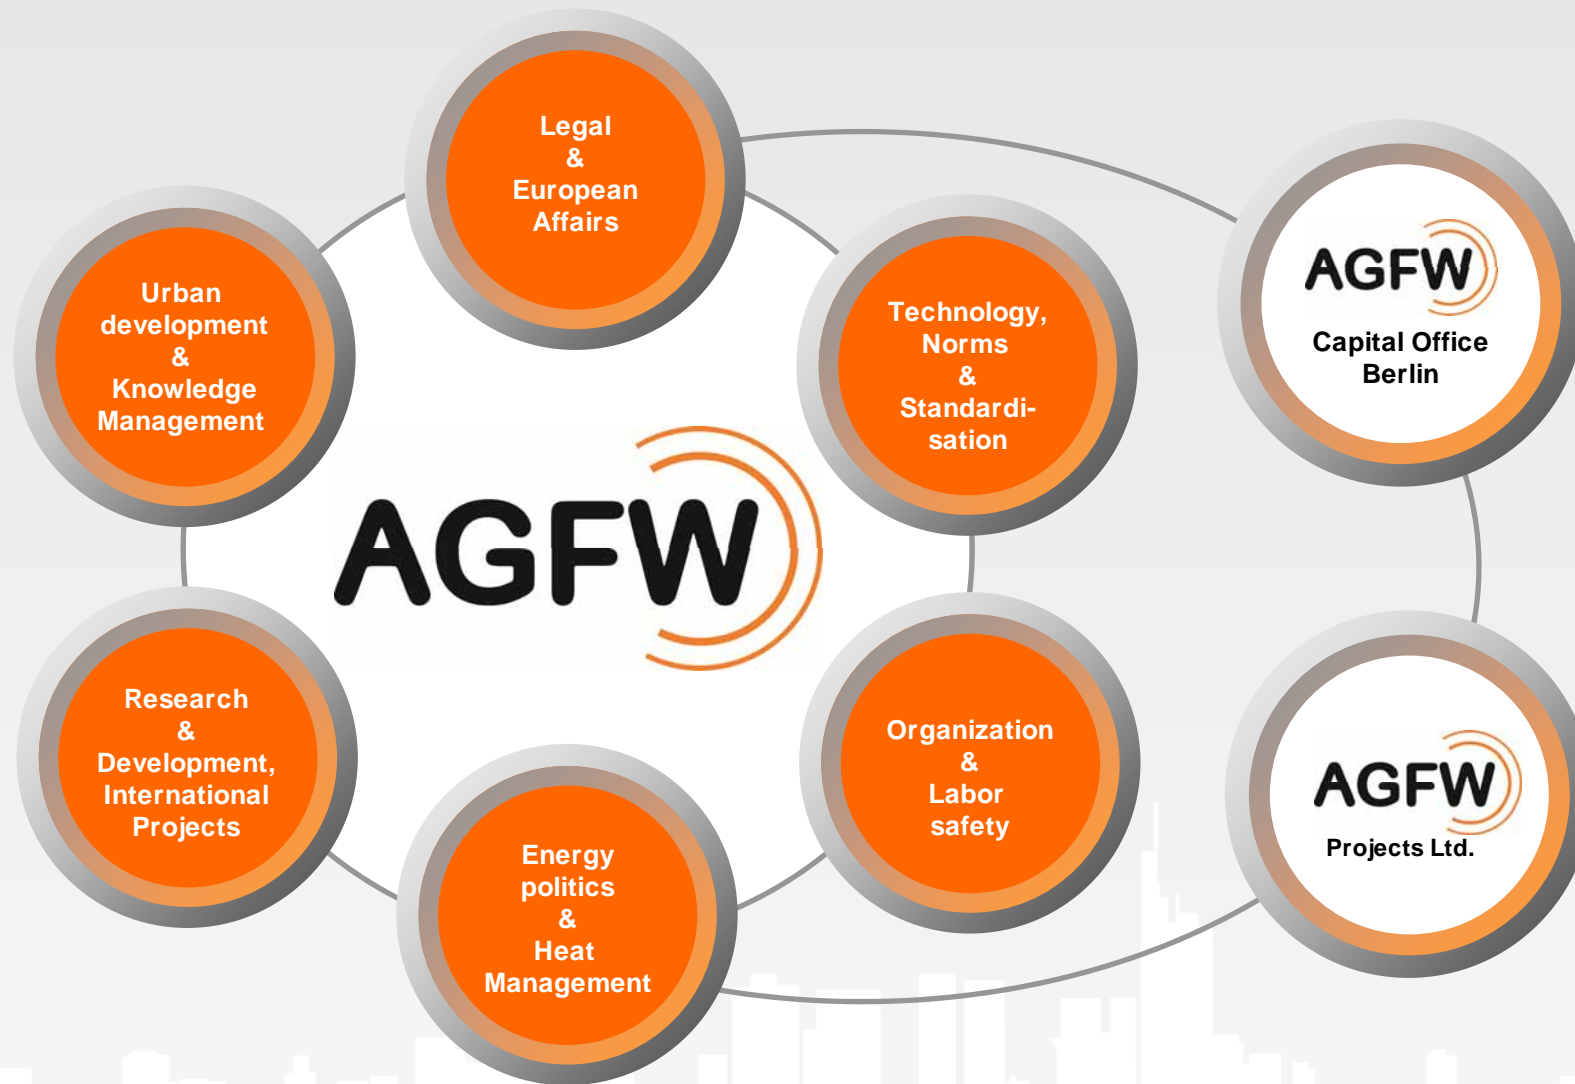 Legal
&
European
Affairs
Urban
development
&
Knowledge
Management
Technology,
Norms
&
Standardi-
sation
AGFW
Capital Office
Berlin
AGFW
Research
&
Development,
International
Projects
Organization
&
Labor
safety
AGFW
Projects Ltd.
Energy
politics
&
Heat
Management